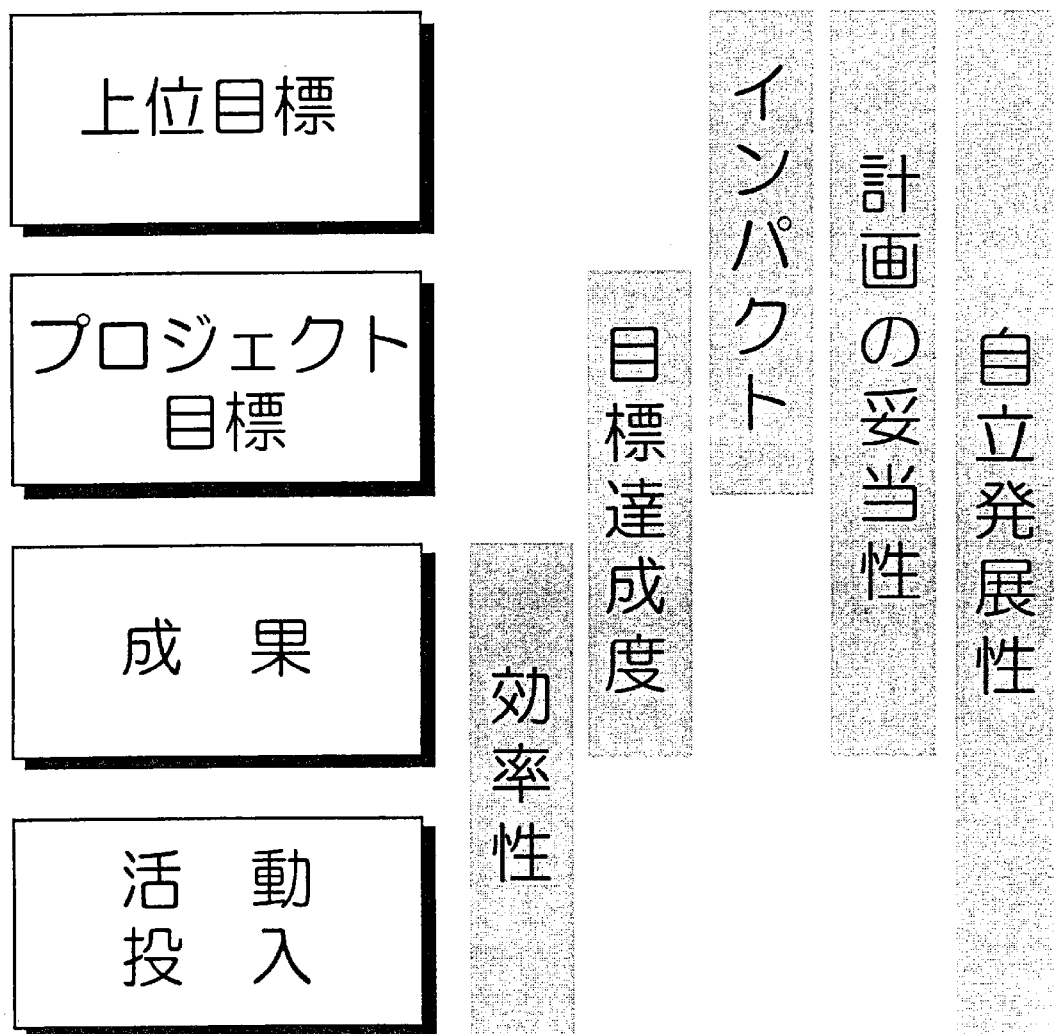 上位目標
プロジェクト
目標
成 果
活 動
投 入
効率性
目標達成度
インパクト
計画の妥当性
自立発展性